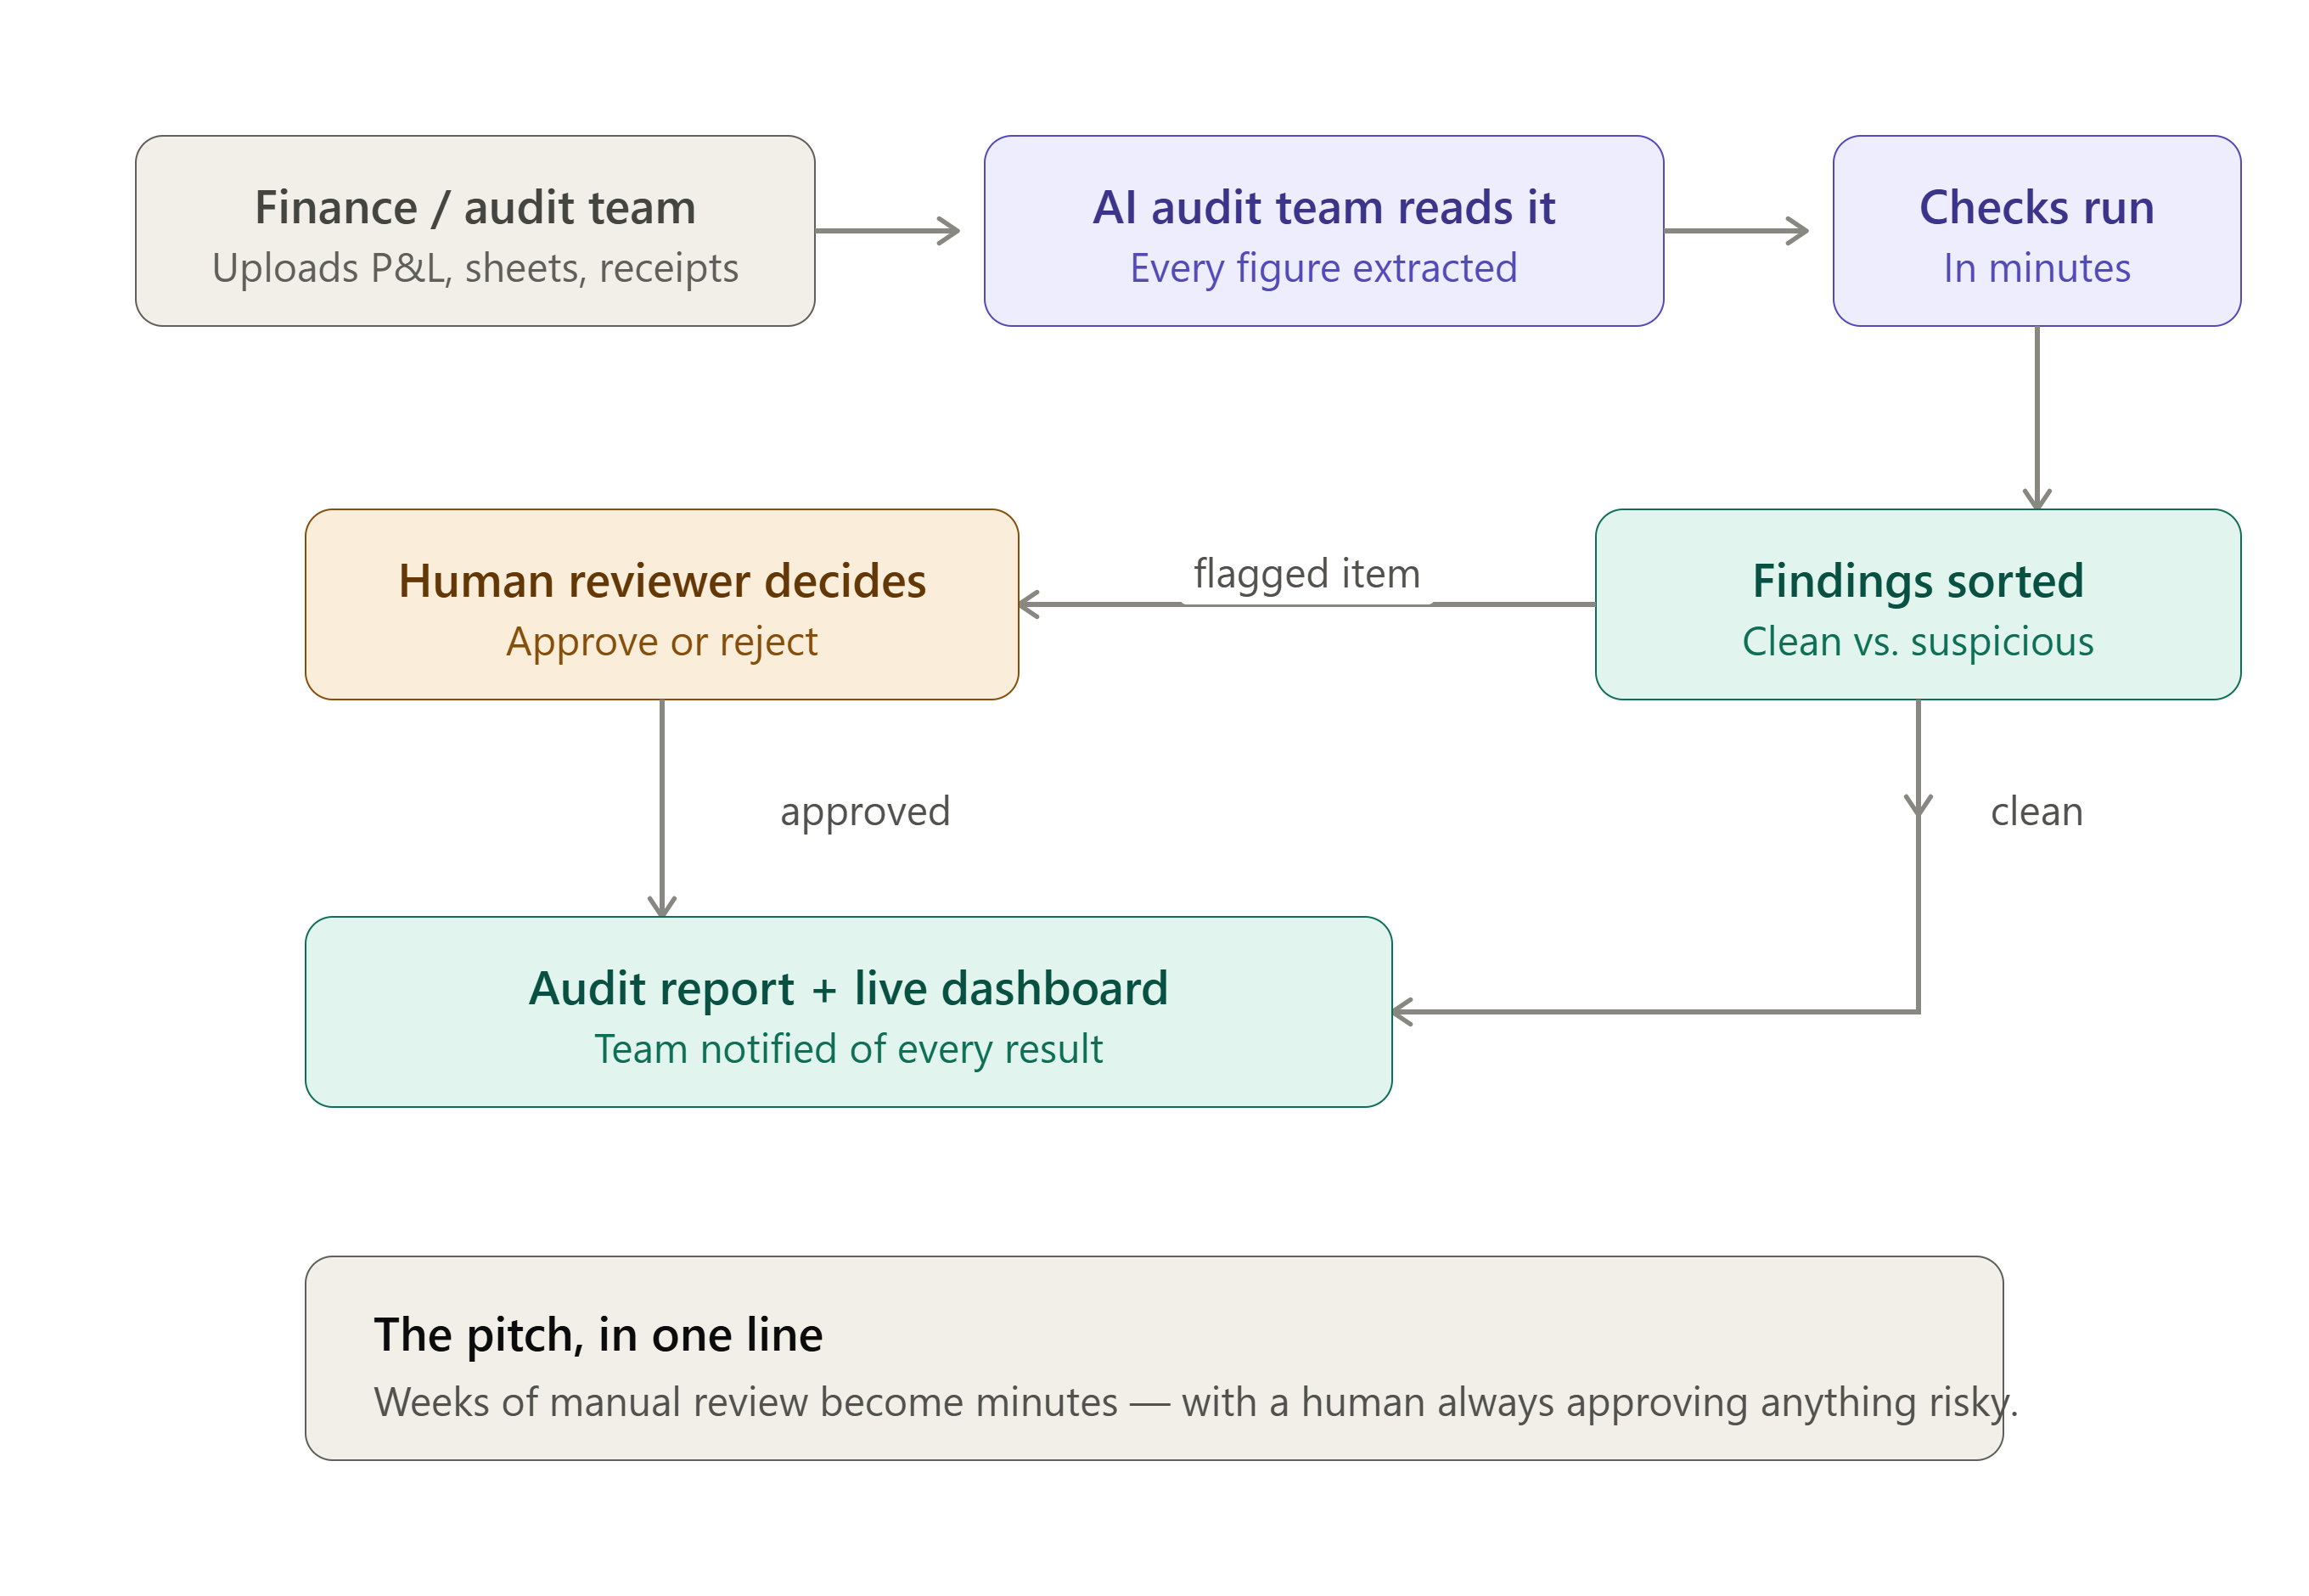 Finance / audit team
Uploads P&L, sheets, receipts
AI audit team reads it
Every figure extracted
Checks run
In minutes
Human reviewer decides
Approve or reject
flagged item
Findings sorted
Clean vs. suspicious
approved
clean
Audit report + live dashboard
Team notified of every result
The pitch, in one line
Weeks of manual review become minutes — with a human always approving anything risky.